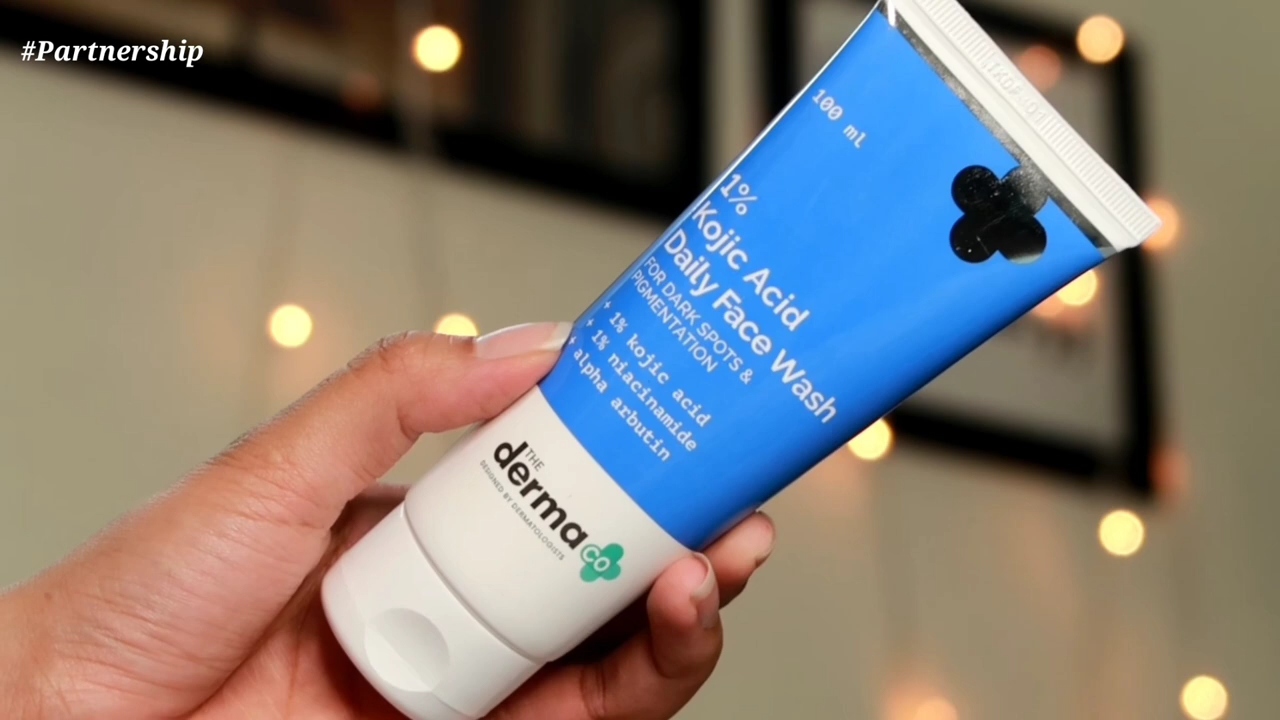 #Partnership
100 ml
1%
Kojic Acid
Daily Face Wash
FOR DARK SPOTS &
PIGMENTATION
+ 1% kojic acid
+ 1% niacinamide
+ alpha arbutin
THE
derma
co
DESIGNED BY DERMATOLOGISTS